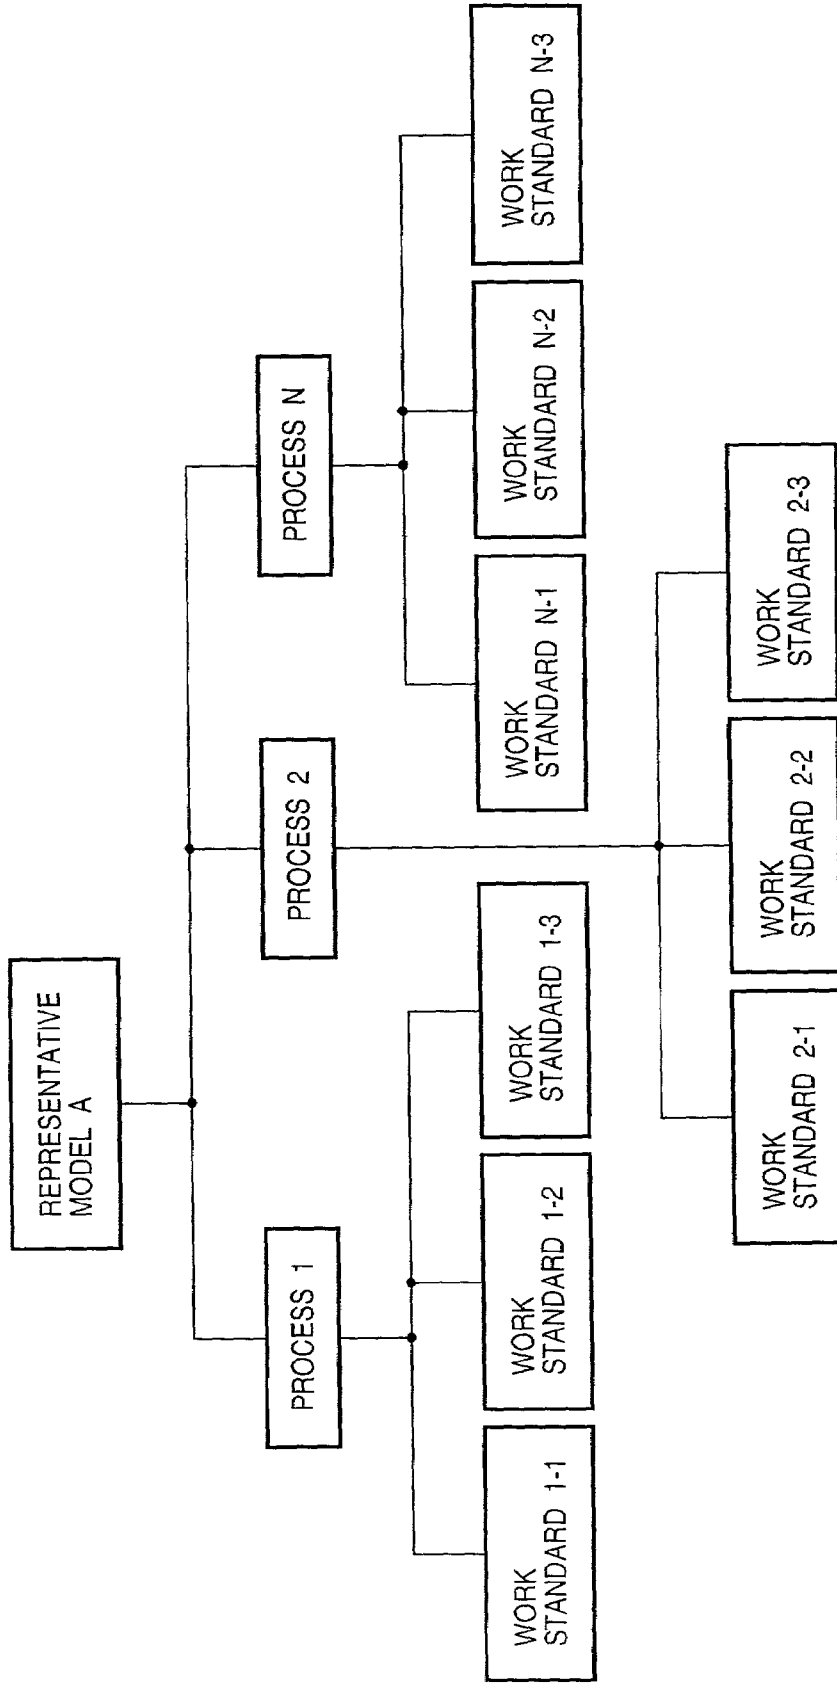 REPRESENTATIVE
MODEL A
PROCESS 1
PROCESS 2
PROCESS N
WORK
STANDARD 1-1
WORK
STANDARD 1-2
WORK
STANDARD 1-3
WORK
STANDARD N-1
WORK
STANDARD N-2
WORK
STANDARD N-3
WORK
STANDARD 2-1
WORK
STANDARD 2-2
WORK
STANDARD 2-3